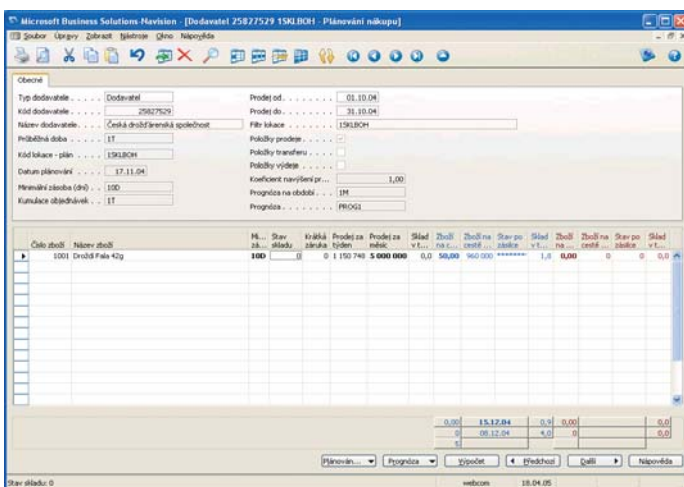 Microsoft Business Solutions-Navision - [Dodavatel 25827529 1SKLBOH - Plánování nákupu]
Soubor Úpravy Zobrazit Nástroje Okno Nápověda
Obecné
Typ dodavatele . . . . . Dodavatel Prodej od . . . . . . . . 01.10.04
Kód dodavatele . . . . . 25827529 Prodej do . . . . . . . . 31.10.04
Název dodavatele. . . . . Česká drožďárenská společnost Filtr lokace . . . . . . . 1SKLBOH
Průběžná doba . . . . . . 1T Položky prodeje. . . . . .
Kód lokace - plán . . . . 1SKLBOH Položky transferu . . . . .
Datum plánování . . . . 17.11.04 Položky výdeje. . . . . . .
Koeficient navýšení pr... 1,00
Minimální zásoba (dní) . . 10D Prognóza na období. . . . 1M
Kumulace objednávek . . 1T Prognóza. . . . . . . . . PROG1
Číslo zboží Název zboží Mi... zá... Stav skladu Krátká záruka Prodej za týden Prodej za měsíc Sklad v t... Zboží na c... Zboží na cestě ... Stav po zásilce Sklad v t... Zboží na ... Zboží na cestě ... Stav po zásilce Sklad v t...
1001 Droždí Fala 42g 10D 0 0 1 150 748 5 000 000 0,0 50,00 960 000 ******** 1,8 0,00 0 0 0,0
0,00 15.12.04 0,9 0,00 0,0
0 08.12.04 4,0 0 0,0
Plánován... Prognóza Výpočet Předchozí Další Nápověda
Stav skladu: 0 webcom 18.04.05